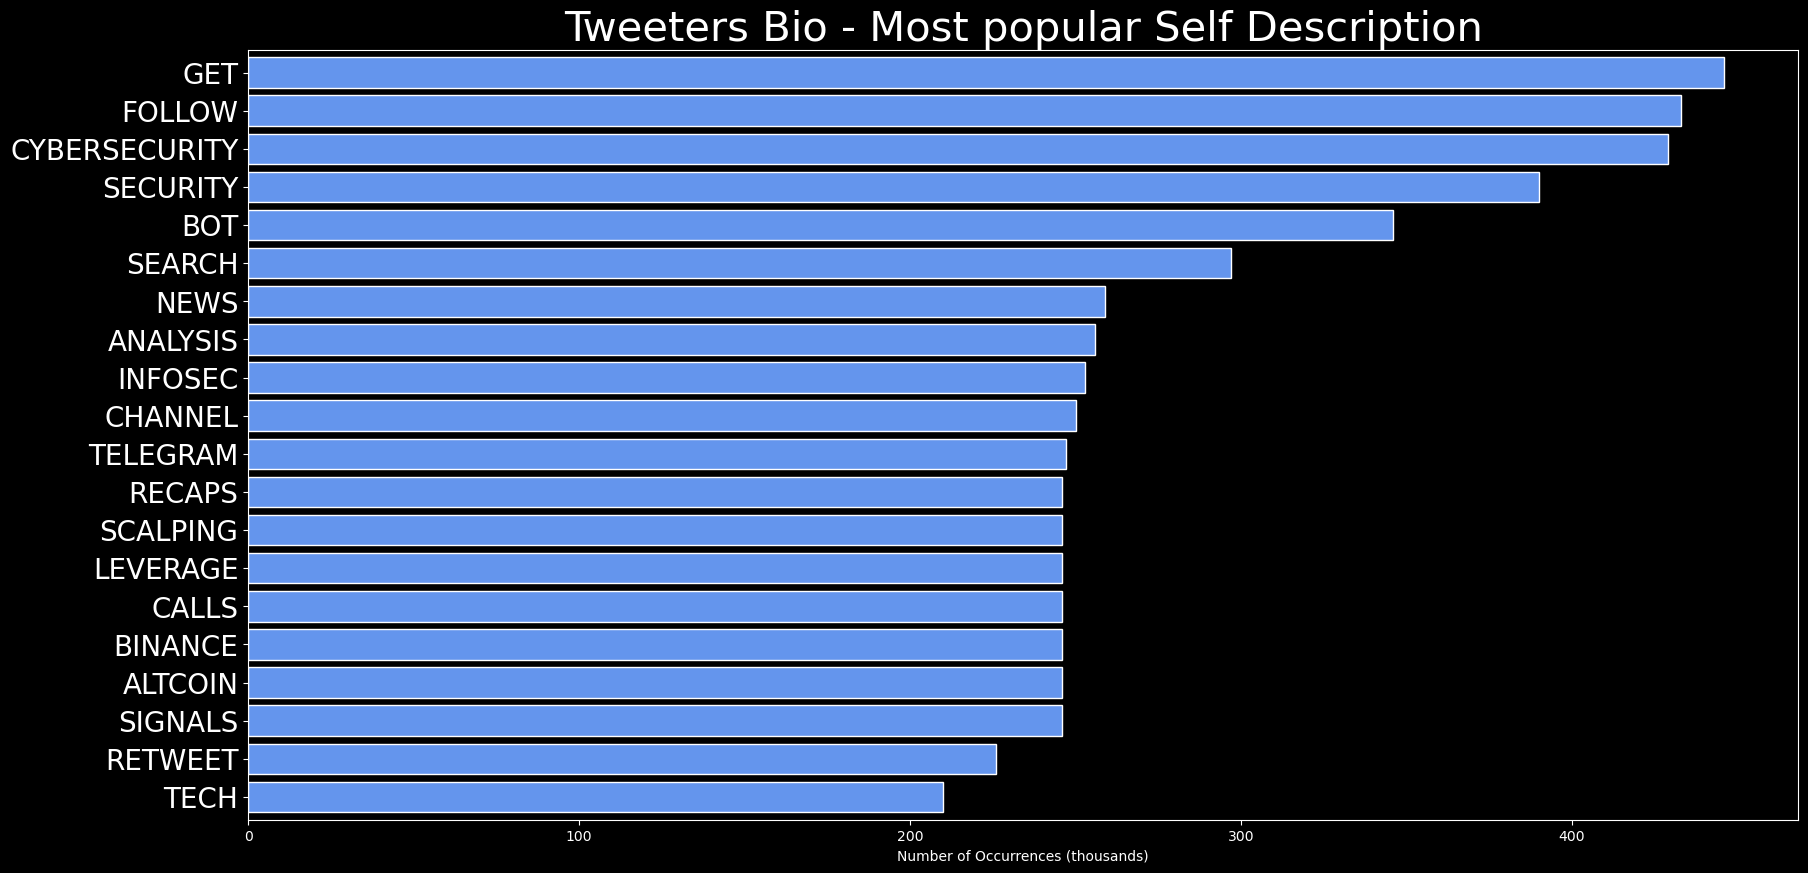 Tweeters Bio - Most popular Self Description
GET
FOLLOW
CYBERSECURITY
SECURITY
BOT
SEARCH
NEWS
ANALYSIS
INFOSEC
CHANNEL
TELEGRAM
RECAPS
SCALPING
LEVERAGE
CALLS
BINANCE
ALTCOIN
SIGNALS
RETWEET
TECH
0 100 200 300 400
Number of Occurrences (thousands)